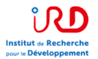 IRD
Institut de Recherche
pour le Développement